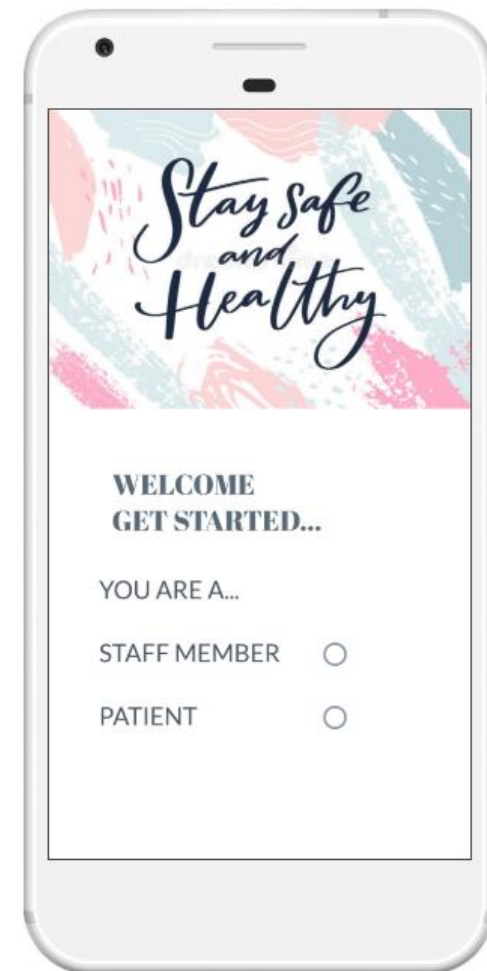 Stay safe
and
Healthy
WELCOME
GET STARTED...
YOU ARE A...
STAFF MEMBER
PATIENT